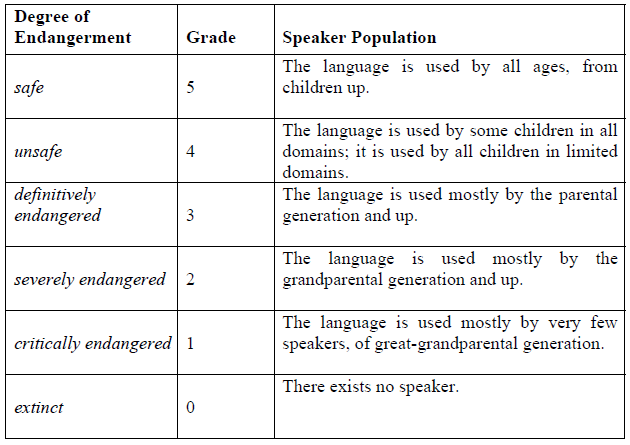 Degree of
Endangerment Grade Speaker Population
safe 5 The language is used by all ages, from
children up.
unsafe 4 The language is used by some children in all
domains; it is used by all children in limited
domains.
definitively
endangered 3 The language is used mostly by the parental
generation and up.
severely endangered 2 The language is used mostly by the
grandparental generation and up.
critically endangered 1 The language is used mostly by very few
speakers, of great-grandparental generation.
extinct 0 There exists no speaker.